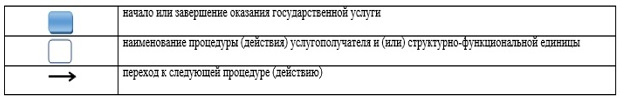 начало или завершение оказания государственной услуги
наименование процедуры (действия) услугополучателя и (или) структурно-функциональной единицы
переход к следующей процедуре (действию)